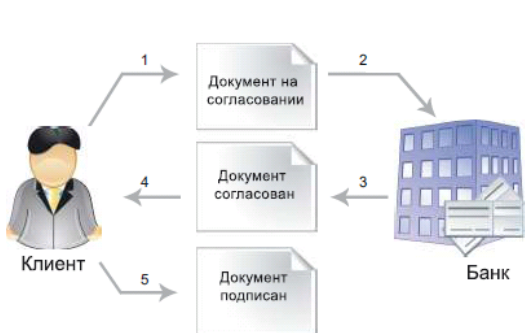 1
2
Документ на
согласовании
4
Документ
согласован
3
Клиент
Банк
5
Документ
подписан